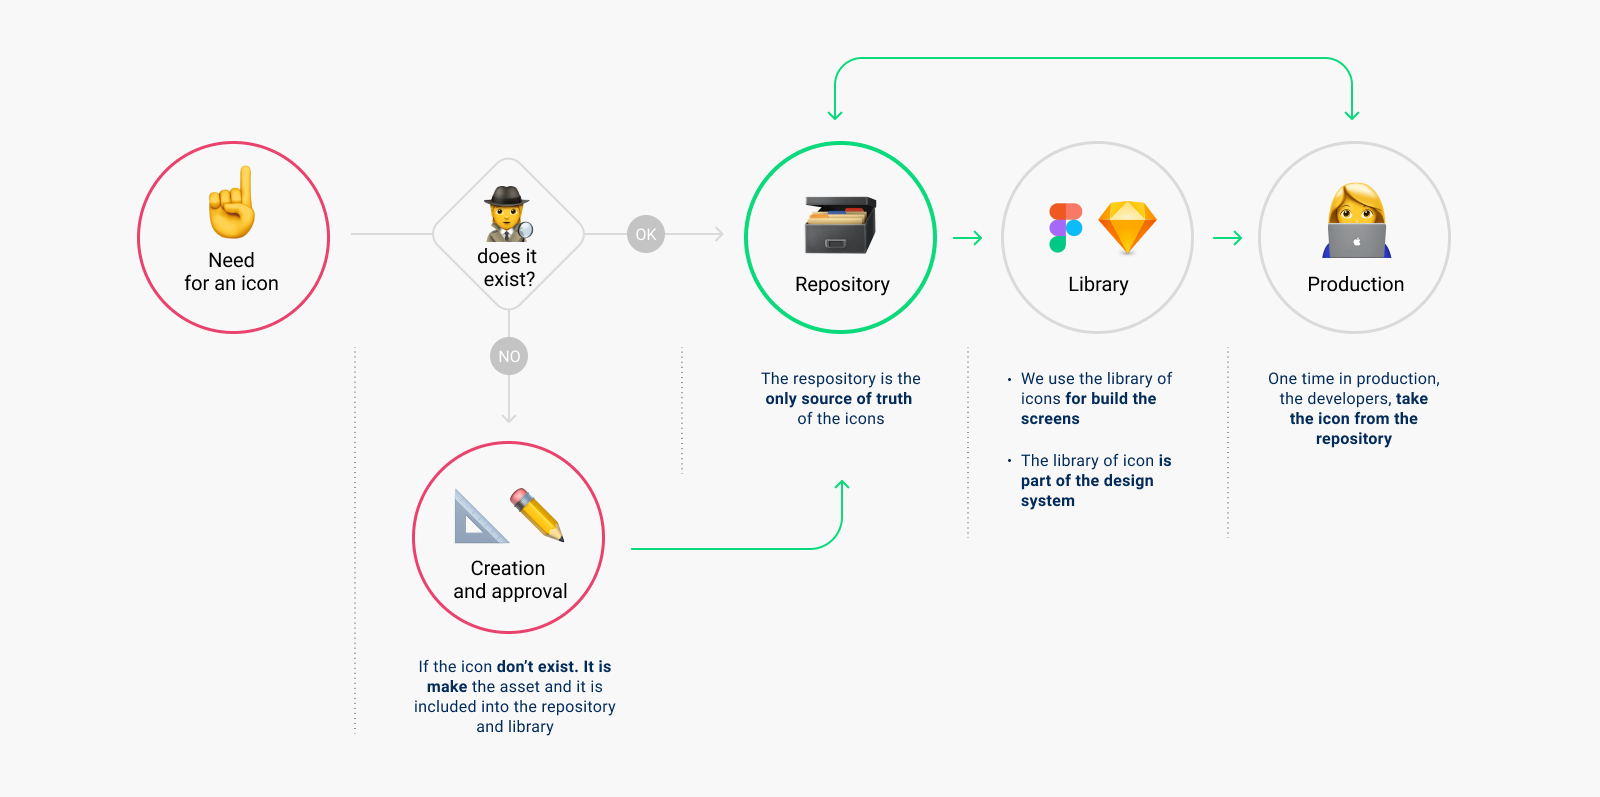 Need
for an icon
does it
exist?
OK
NO
Creation
and approval
If the icon don’t exist. It is
make the asset and it is
included into the repository
and library
Repository
The respository is the
only source of truth
of the icons
Library
• We use the library of
icons for build the
screens
• The library of icon is
part of the design
system
Production
One time in production,
the developers, take
the icon from the
repository